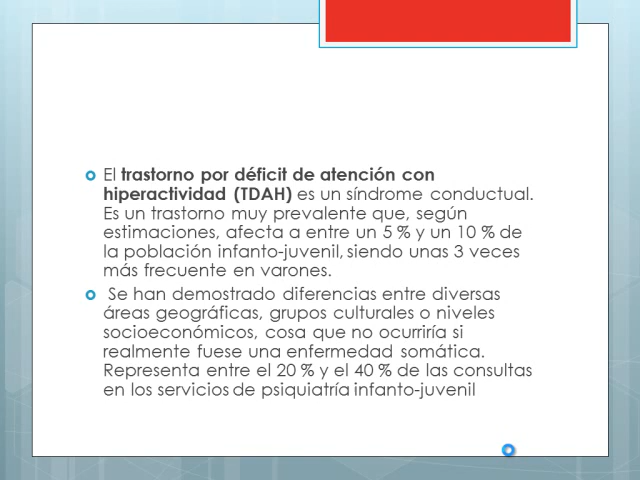 El trastorno por déficit de atención con
hiperactividad (TDAH) es un síndrome conductual.
Es un trastorno muy prevalente que, según
estimaciones, afecta a entre un 5 % y un 10 % de
la población infanto-juvenil, siendo unas 3 veces
más frecuente en varones.
Se han demostrado diferencias entre diversas
áreas geográficas, grupos culturales o niveles
socioeconómicos, cosa que no ocurriría si
realmente fuese una enfermedad somática.
Representa entre el 20 % y el 40 % de las consultas
en los servicios de psiquiatría infanto-juvenil